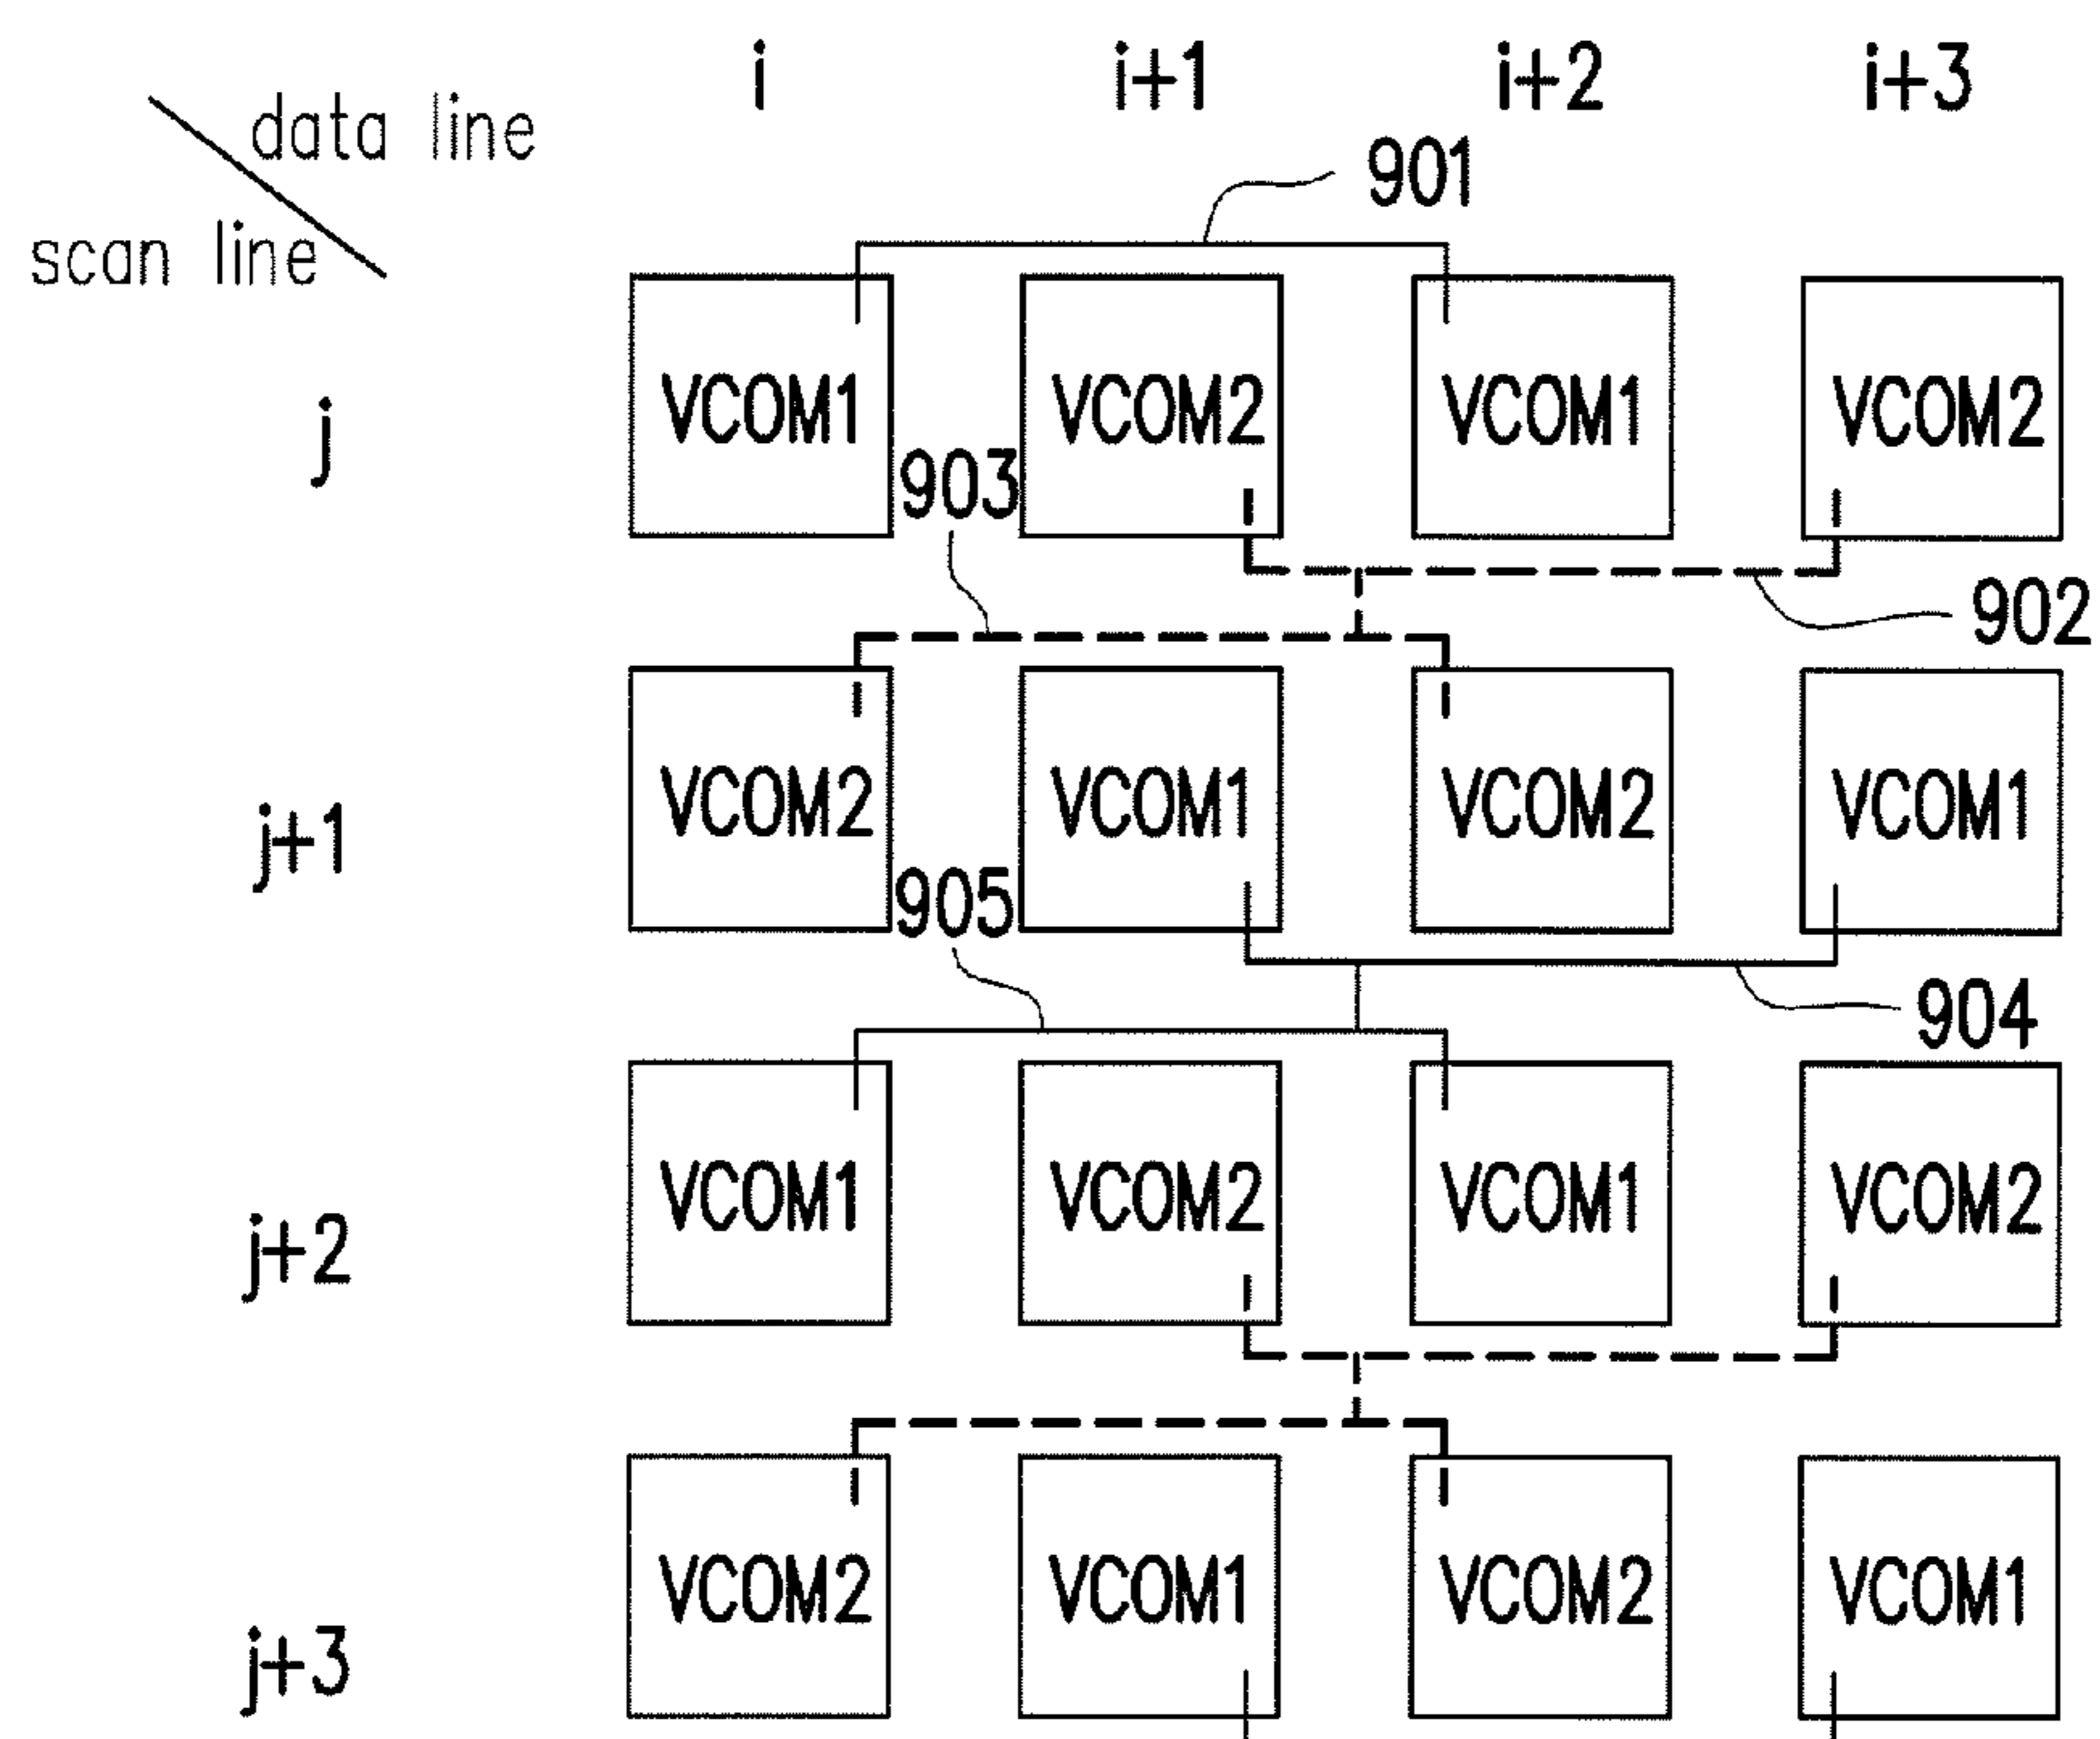 i i+1 i+2 i+3
data line
scan line
901
j VCOM1 VCOM2 VCOM1 VCOM2
903
902
j+1 VCOM2 VCOM1 VCOM2 VCOM1
905
904
j+2 VCOM1 VCOM2 VCOM1 VCOM2
j+3 VCOM2 VCOM1 VCOM2 VCOM1